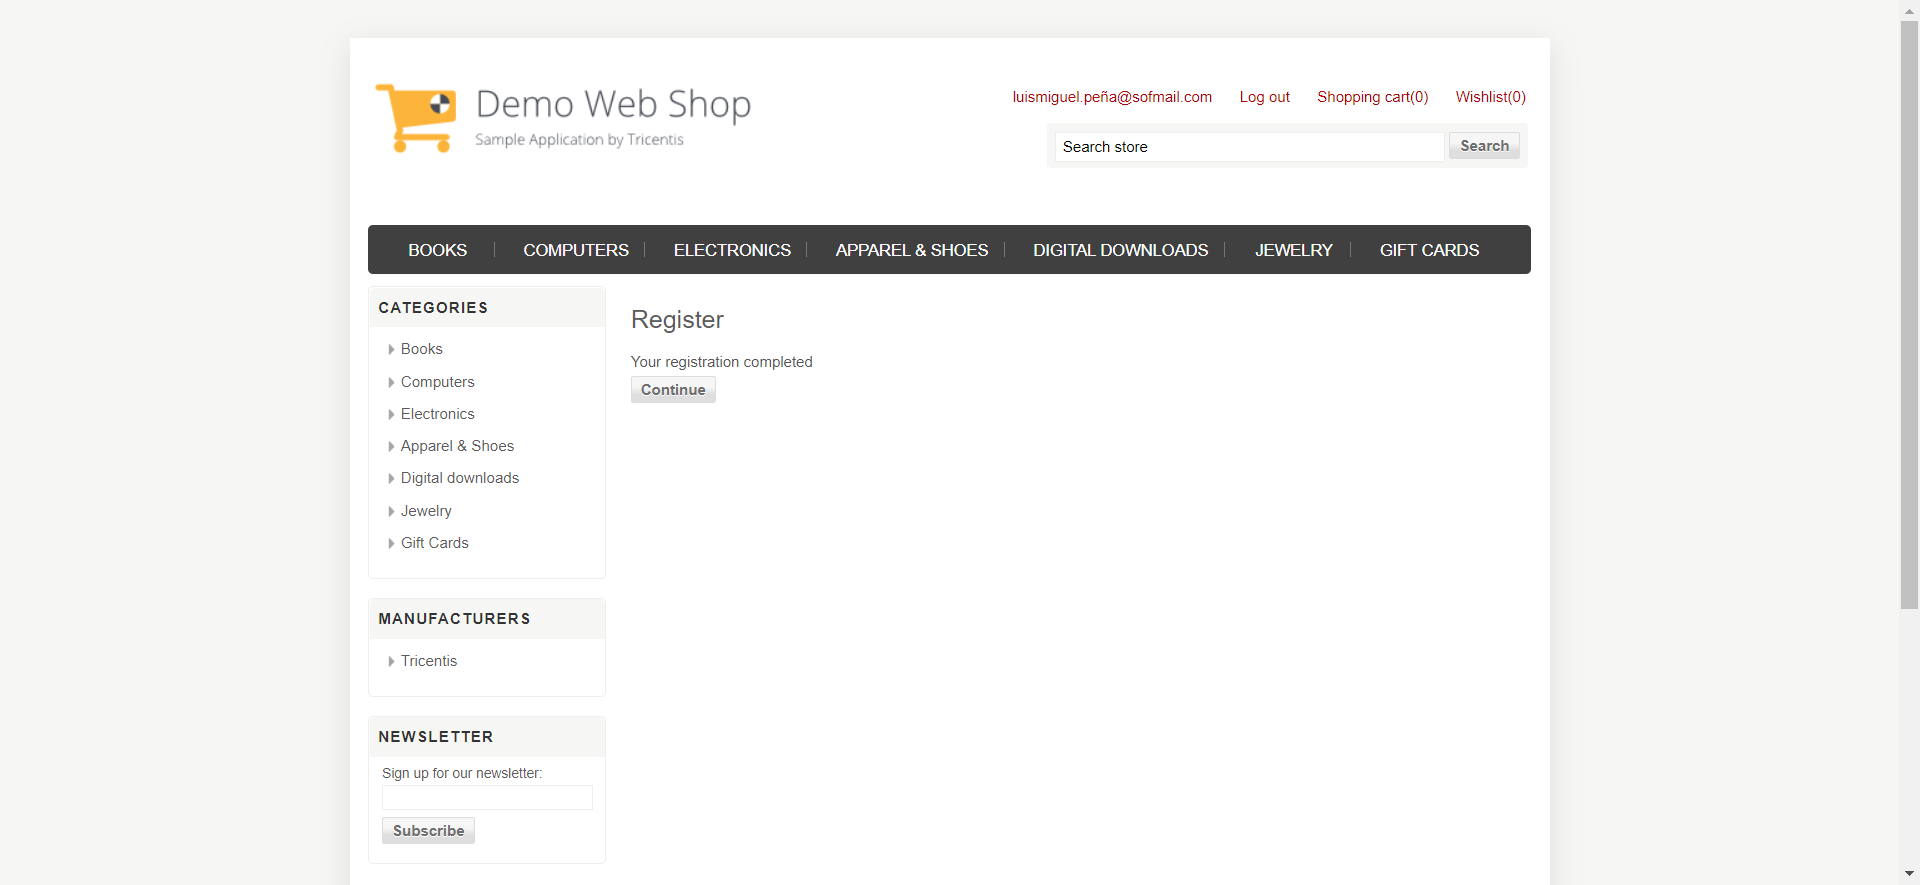 Demo Web Shop
Sample Application by Tricentis
luismiguel.peña@sofmail.com Log out Shopping cart(0) Wishlist(0)
Search store Search
BOOKS COMPUTERS ELECTRONICS APPAREL & SHOES DIGITAL DOWNLOADS JEWELRY GIFT CARDS
CATEGORIES
Books
Computers
Electronics
Apparel & Shoes
Digital downloads
Jewelry
Gift Cards
MANUFACTURERS
Tricentis
NEWSLETTER
Sign up for our newsletter:
Subscribe
Register
Your registration completed
Continue